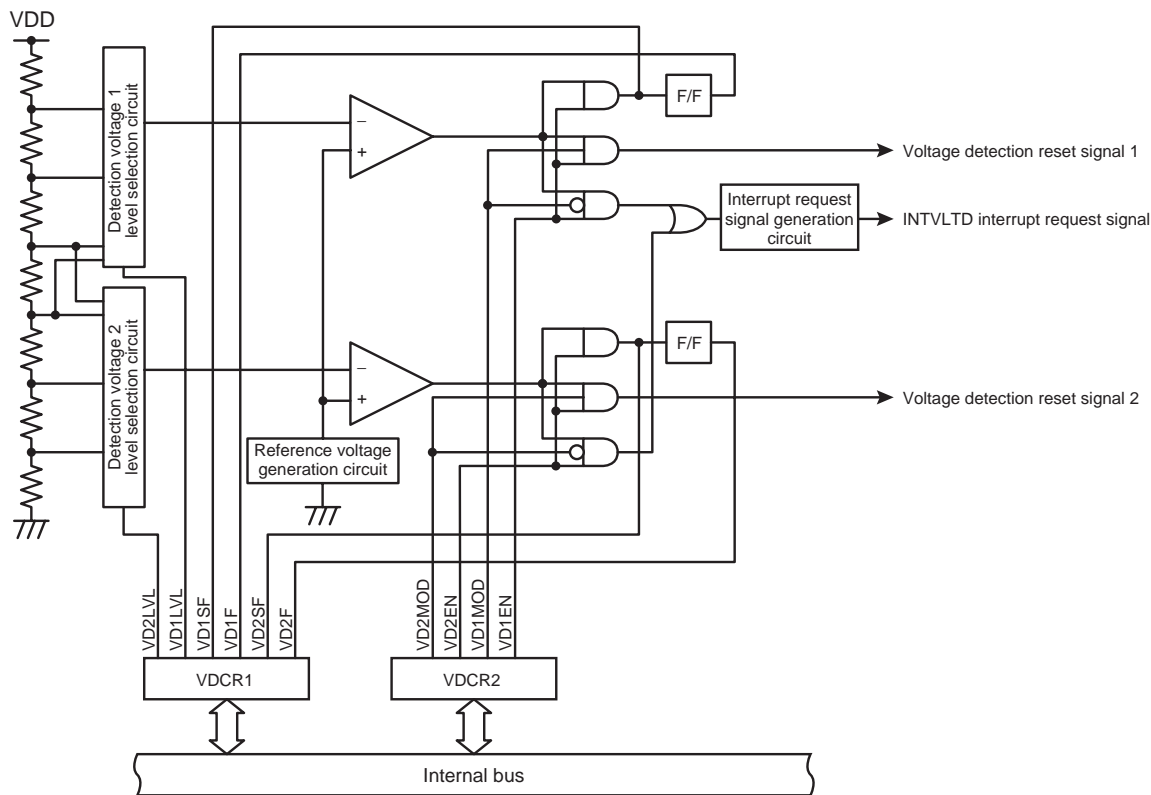 VDD
Detection voltage 1
level selection circuit
−
+
F/F
Voltage detection reset signal 1
Interrupt request
signal generation
circuit
INTVLTD interrupt request signal
Detection voltage 2
level selection circuit
−
+
F/F
Voltage detection reset signal 2
Reference voltage
generation circuit
VD2LVL
VD1LVL
VD1SF
VD1F
VD2SF
VD2F
VD2MOD
VD2EN
VD1MOD
VD1EN
VDCR1
VDCR2
Internal bus